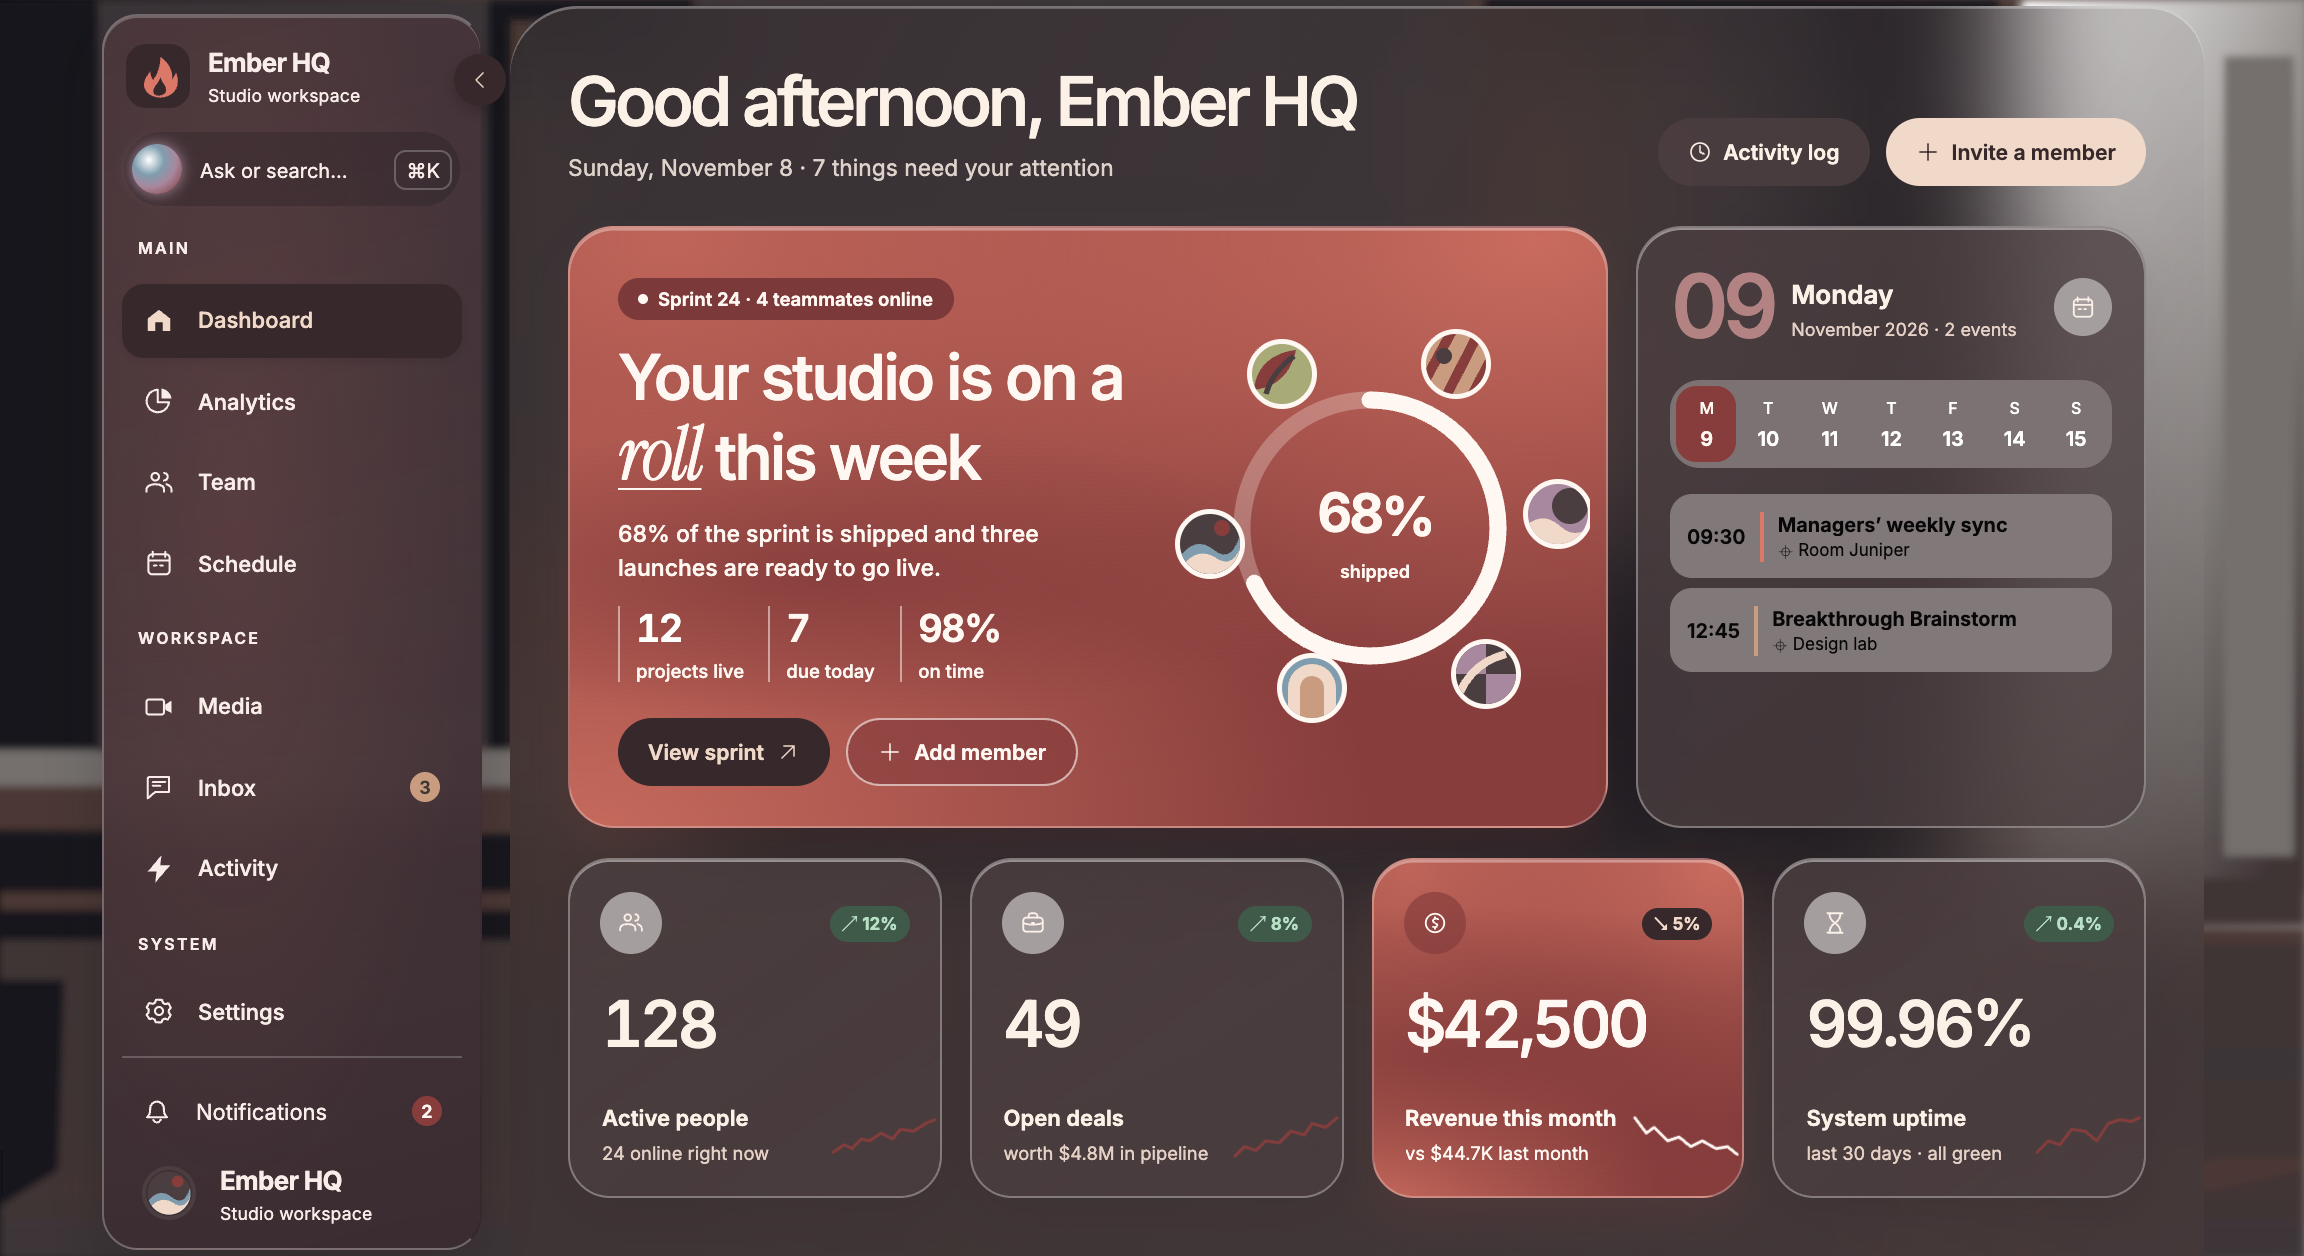 Ember HQ
Studio workspace
Ask or search...
⌘K
MAIN
Dashboard
Analytics
Team
Schedule
WORKSPACE
Media
Inbox
3
Activity
SYSTEM
Settings
Notifications
2
Ember HQ
Studio workspace
Good afternoon, Ember HQ
Sunday, November 8 · 7 things need your attention
Activity log
Invite a member
Sprint 24 · 4 teammates online
Your studio is on a
roll this week
68% of the sprint is shipped and three
launches are ready to go live.
12
projects live
7
due today
98%
on time
View sprint
Add member
68%
shipped
09
Monday
November 2026 · 2 events
M T W T F S S
9 10 11 12 13 14 15
09:30
Managers’ weekly sync
Room Juniper
12:45
Breakthrough Brainstorm
Design lab
12%
128
Active people
24 online right now
8%
49
Open deals
worth $4.8M in pipeline
5%
$42,500
Revenue this month
vs $44.7K last month
0.4%
99.96%
System uptime
last 30 days · all green